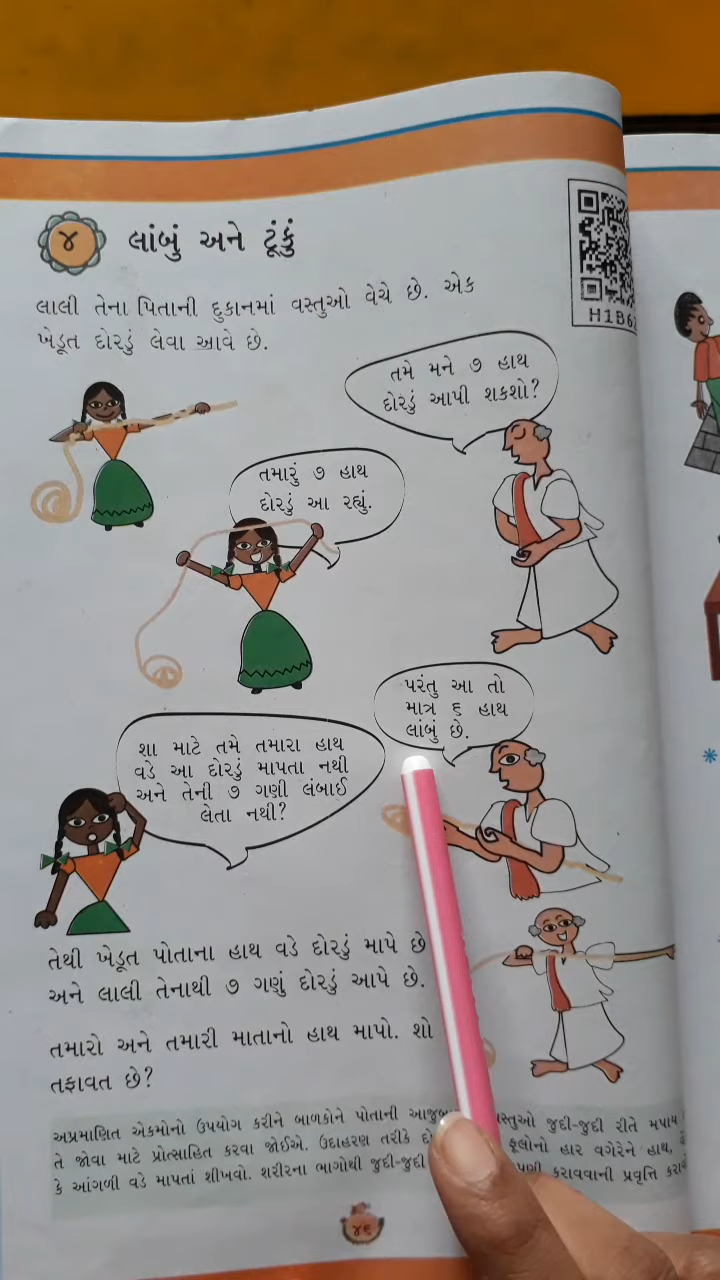 ૪
લાંબું અને ટૂંકું
H1B6
લાલી તેના પિતાની દુકાનમાં વસ્તુઓ વેચે છે. એક
ખેડૂત દોરડું લેવા આવે છે.
તમે મને ૭ હાથ
દોરડું આપી શકશો?
તમારું ૭ હાથ
દોરડું આ રહ્યું.
પરંતુ આ તો
માત્ર ૬ હાથ
લાંબું છે.
શા માટે તમે તમારા હાથ
વડે આ દોરડું માપતા નથી
અને તેની ૭ ગણી લંબાઈ
લેતા નથી?
તેથી ખેડૂત પોતાના હાથ વડે દોરડું માપે છે
અને લાલી તેનાથી ૭ ગણું દોરડું આપે છે.
તમારો અને તમારી માતાનો હાથ માપો. શો
તફાવત છે?
અપ્રમાણિત એકમોનો ઉપયોગ કરીને બાળકોને પોતાની જુદી-જુદી રીતે મપાય
તે જોવા માટે પ્રોત્સાહિત કરવા જોઈએ. ઉદાહરણ તરીકે ફૂલોનો હાર વગેરેને હાથ,
કે આંગળી વડે માપતાં શીખવો. શરીરના ભાગોથી જુદી-જુદી કરાવવાની પ્રવૃત્તિ
૪૬